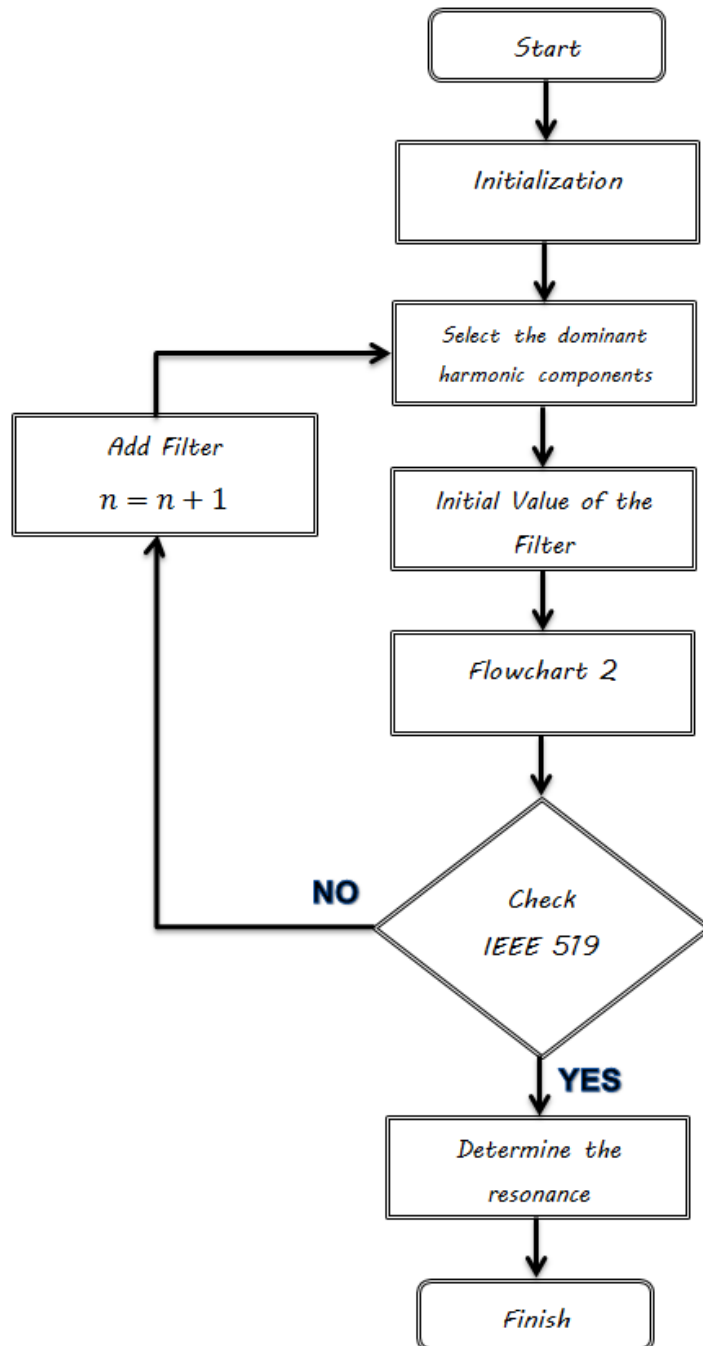 Start
Initialization
Select the dominant
harmonic components
Add Filter
n = n + 1
Initial Value of the
Filter
Flowchart 2
NO
Check
IEEE 519
YES
Determine the
resonance
Finish